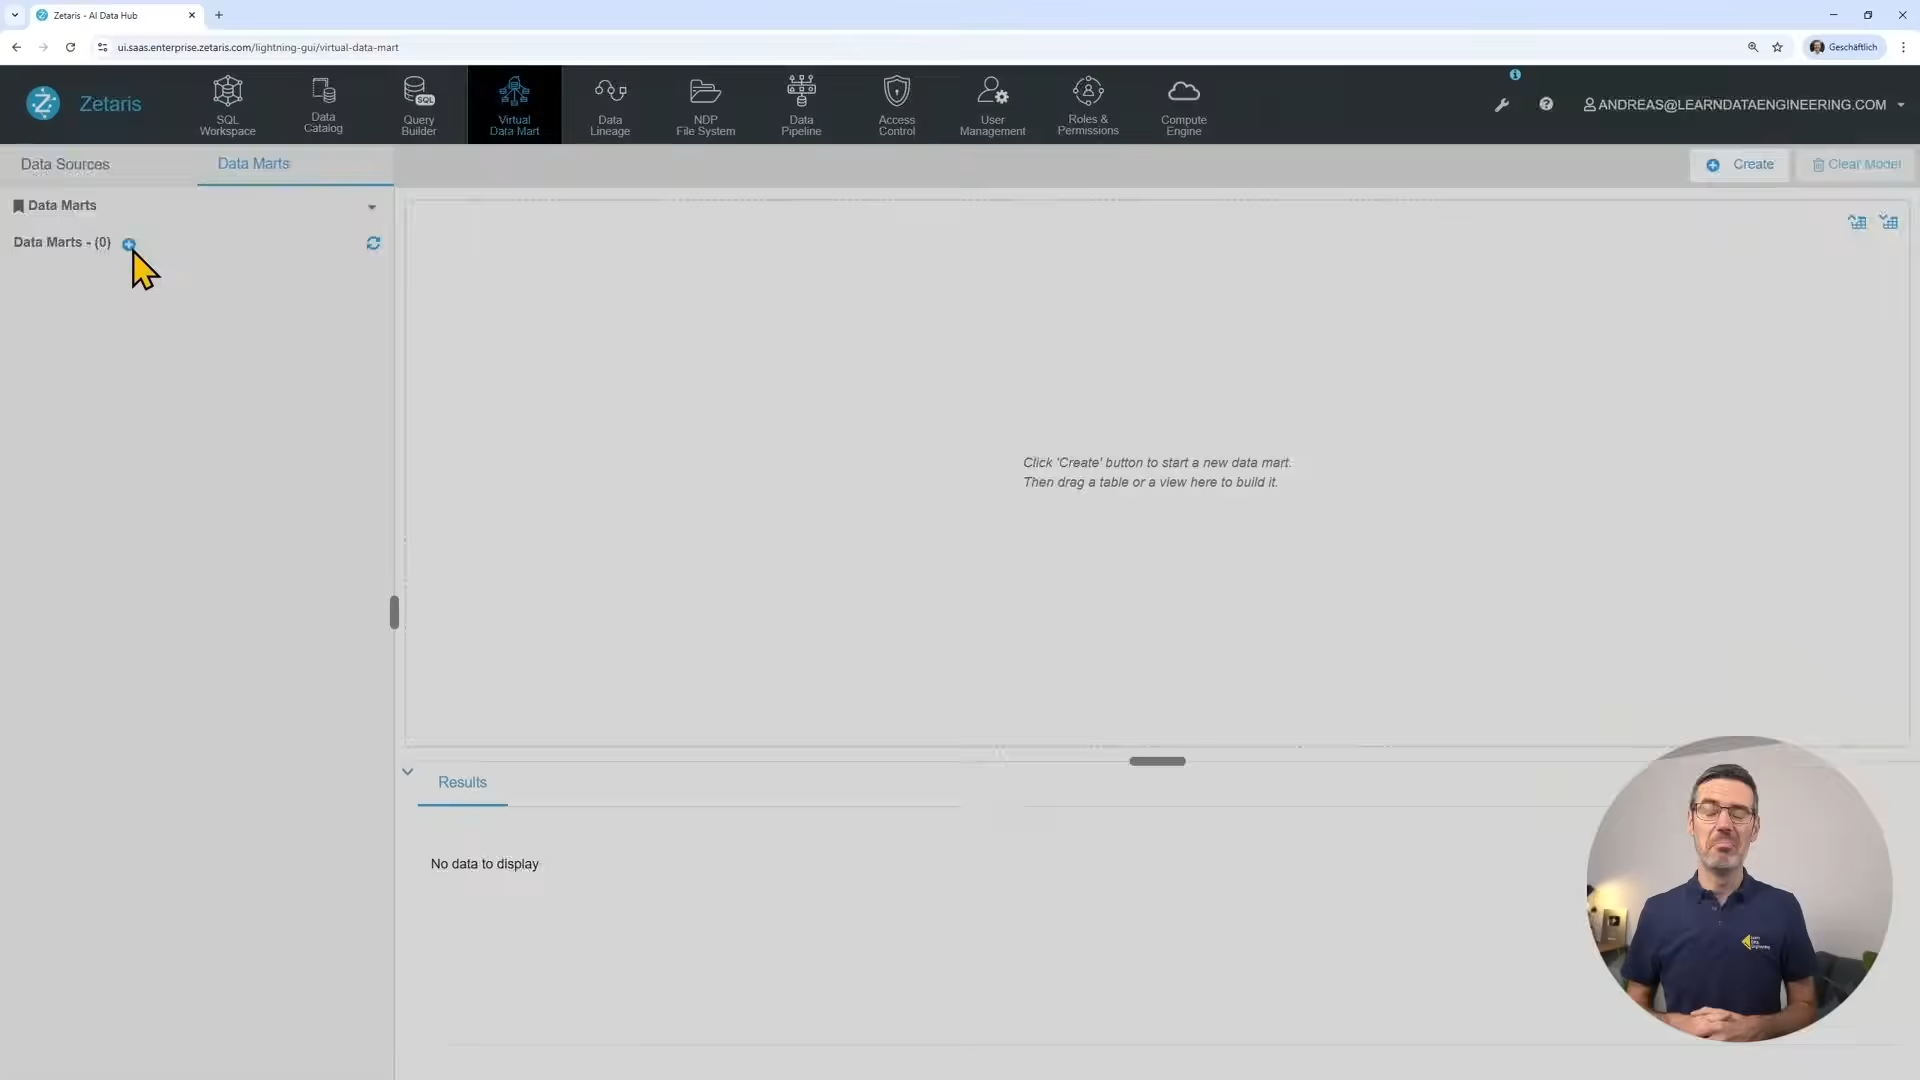 Zetaris - AI Data Hub
ui.saas.enterprise.zetaris.com/lightning-gui/virtual-data-mart
Geschäftlich
Zetaris
SQL
Workspace
Data
Catalog
SQL
Query
Builder
Virtual
Data Mart
Data
Lineage
NDP
File System
Data
Pipeline
Access
Control
User
Management
Roles &
Permissions
Compute
Engine
ANDREAS@LEARNDATAENGINEERING.COM
Data Sources
Data Marts
Create
Clear Model
Data Marts
Data Marts - (0)
Click 'Create' button to start a new data mart.
Then drag a table or a view here to build it.
Results
No data to display
Learn
Data
Engineering